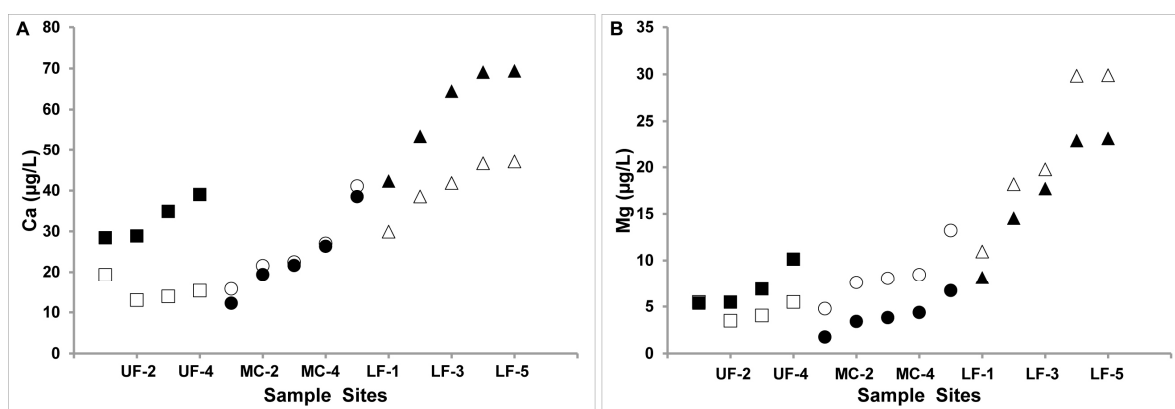 A
Ca (µg/L)
80
70
60
50
40
30
20
10
0
UF-2 UF-4 MC-2 MC-4 LF-1 LF-3 LF-5
Sample Sites
B
Mg (µg/L)
35
30
25
20
15
10
5
0
UF-2 UF-4 MC-2 MC-4 LF-1 LF-3 LF-5
Sample Sites